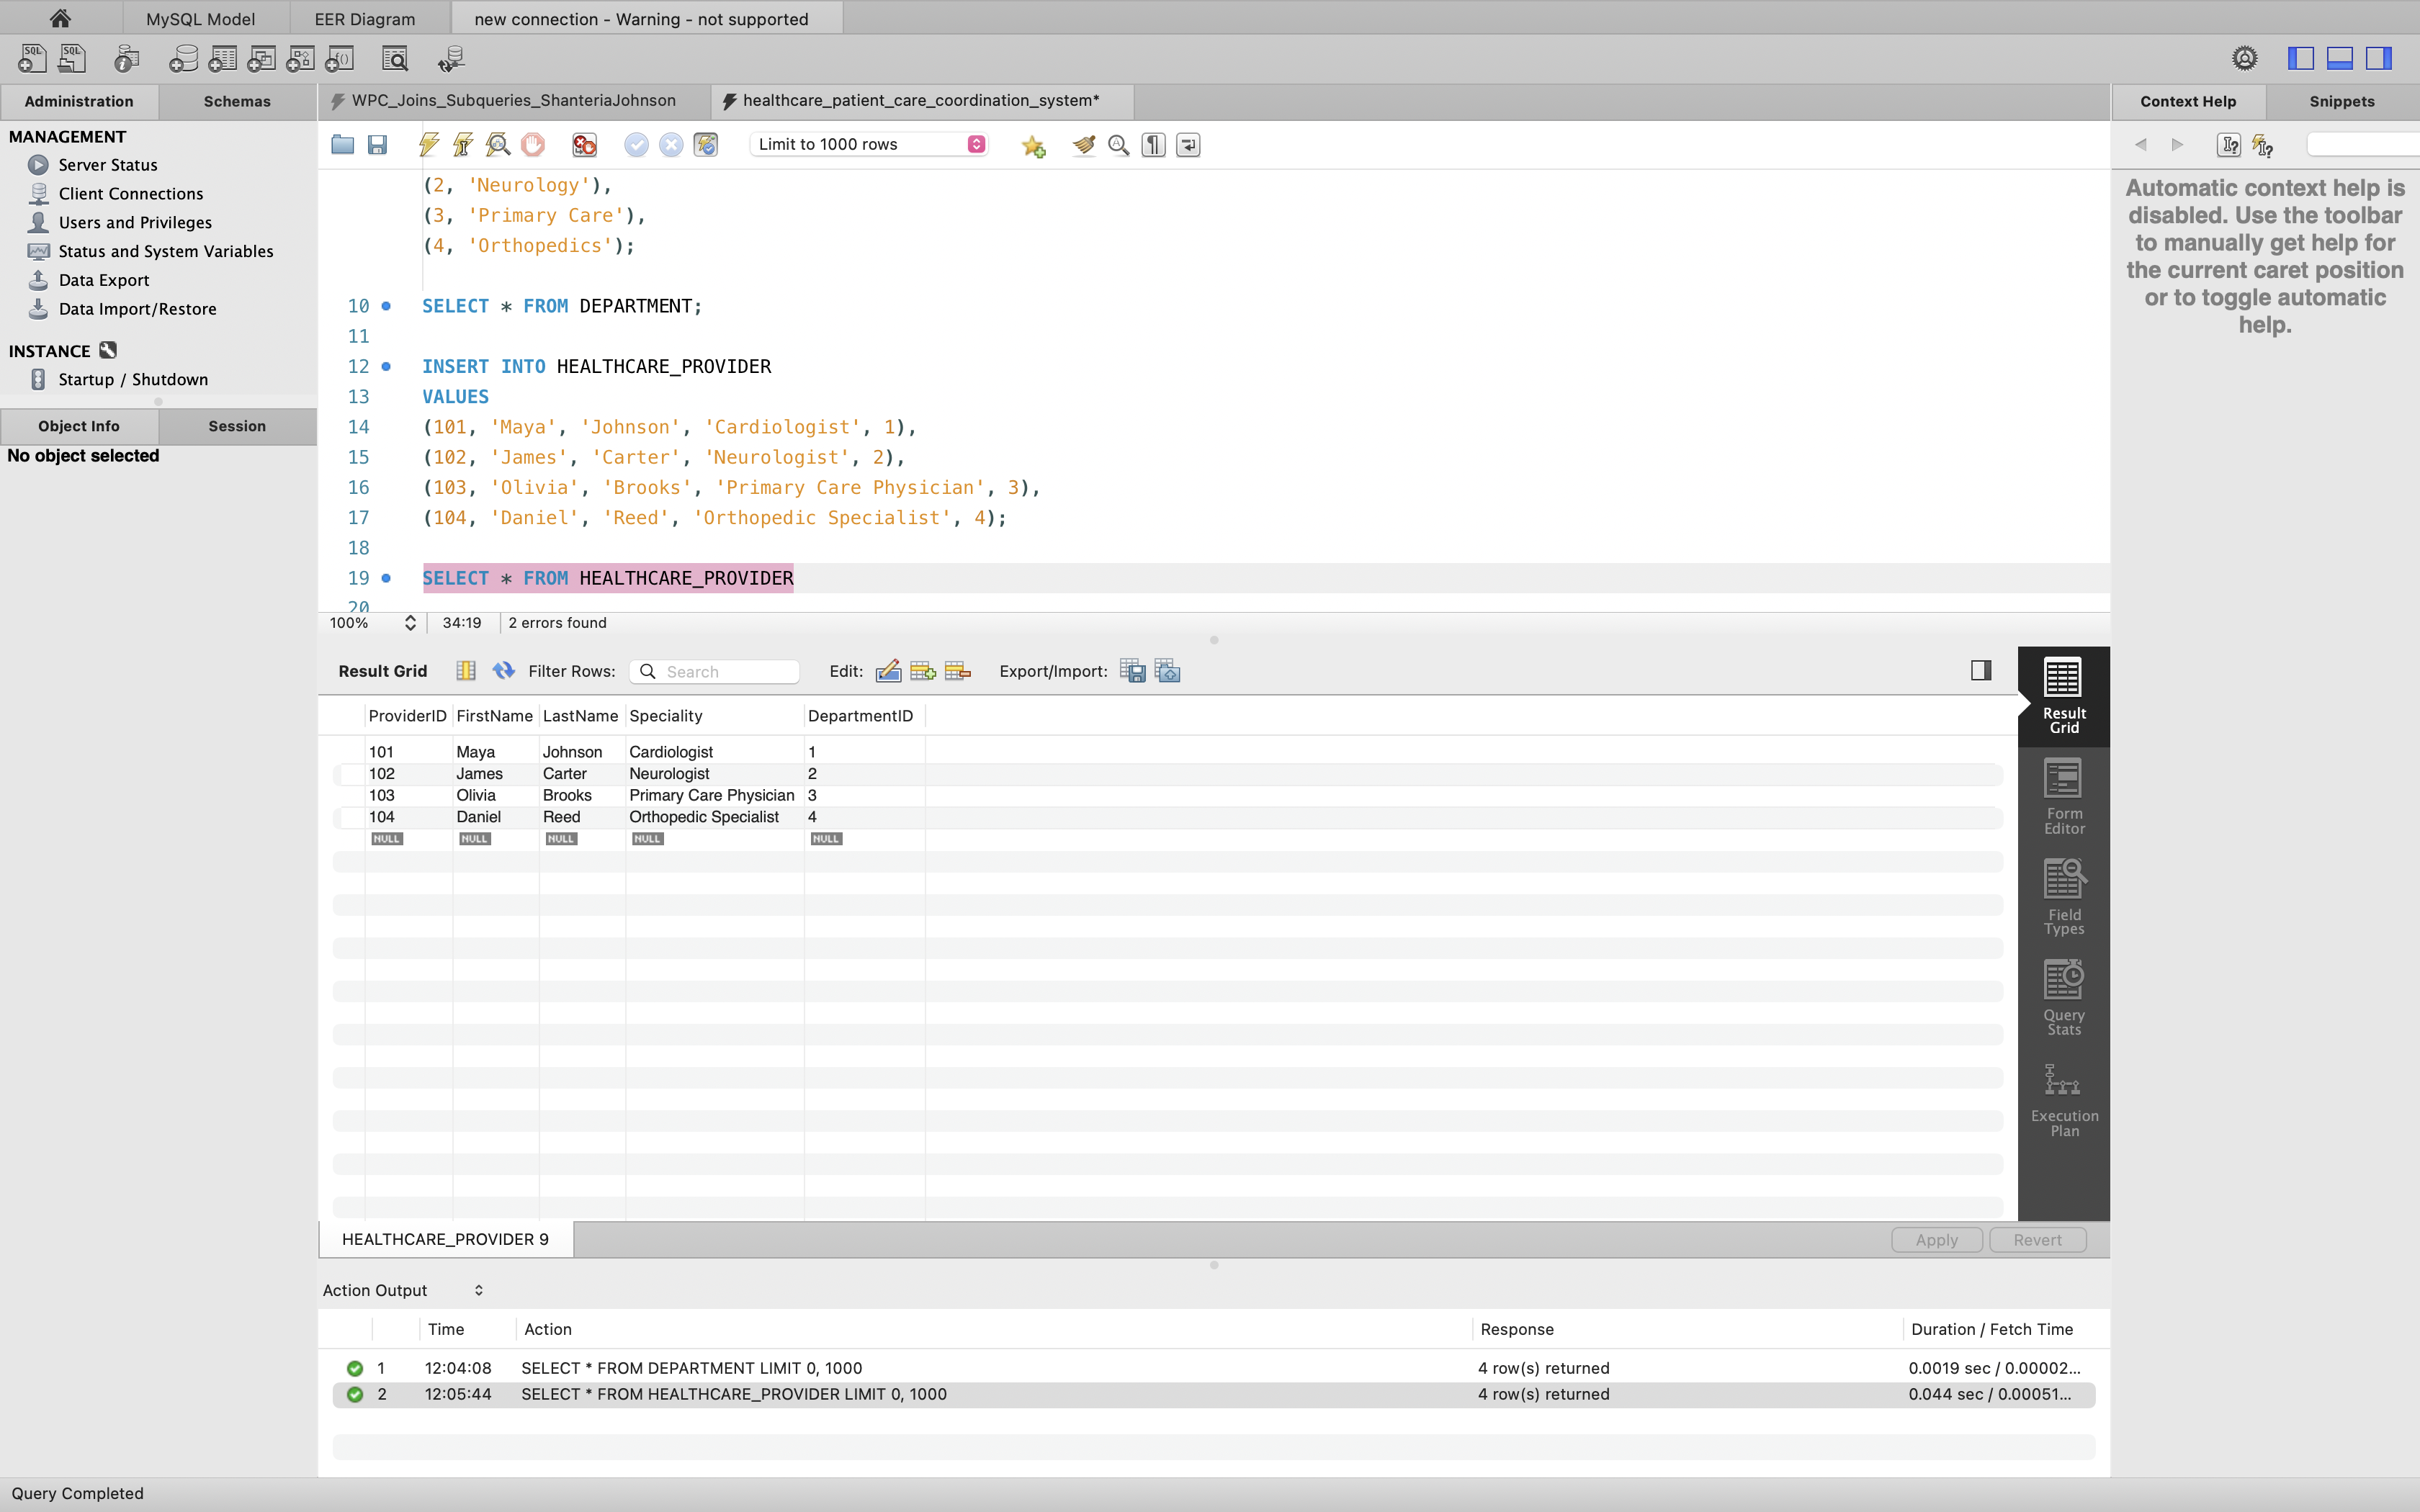 MySQL Model
EER Diagram
new connection - Warning - not supported
Administration
Schemas
WPC_Joins_Subqueries_ShanteriaJohnson
healthcare_patient_care_coordination_system*
Context Help
Snippets
MANAGEMENT
Server Status
Client Connections
Users and Privileges
Status and System Variables
Data Export
Data Import/Restore
INSTANCE
Startup / Shutdown
Object Info
Session
No object selected
Limit to 1000 rows
(2, 'Neurology'),
(3, 'Primary Care'),
(4, 'Orthopedics');
10 SELECT * FROM DEPARTMENT;
11
12 INSERT INTO HEALTHCARE_PROVIDER
13 VALUES
14 (101, 'Maya', 'Johnson', 'Cardiologist', 1),
15 (102, 'James', 'Carter', 'Neurologist', 2),
16 (103, 'Olivia', 'Brooks', 'Primary Care Physician', 3),
17 (104, 'Daniel', 'Reed', 'Orthopedic Specialist', 4);
18
19 SELECT * FROM HEALTHCARE_PROVIDER
20
100% 34:19 2 errors found
Automatic context help is
disabled. Use the toolbar
to manually get help for
the current caret position
or to toggle automatic
help.
Result Grid Filter Rows: Search Edit: Export/Import:
ProviderID FirstName LastName Speciality DepartmentID
101 Maya Johnson Cardiologist 1
102 James Carter Neurologist 2
103 Olivia Brooks Primary Care Physician 3
104 Daniel Reed Orthopedic Specialist 4
NULL NULL NULL NULL NULL
Result
Grid
Form
Editor
Field
Types
Query
Stats
Execution
Plan
HEALTHCARE_PROVIDER 9
Apply Revert
Action Output
Time Action Response Duration / Fetch Time
1 12:04:08 SELECT * FROM DEPARTMENT LIMIT 0, 1000 4 row(s) returned 0.0019 sec / 0.00002...
2 12:05:44 SELECT * FROM HEALTHCARE_PROVIDER LIMIT 0, 1000 4 row(s) returned 0.044 sec / 0.00051...
Query Completed